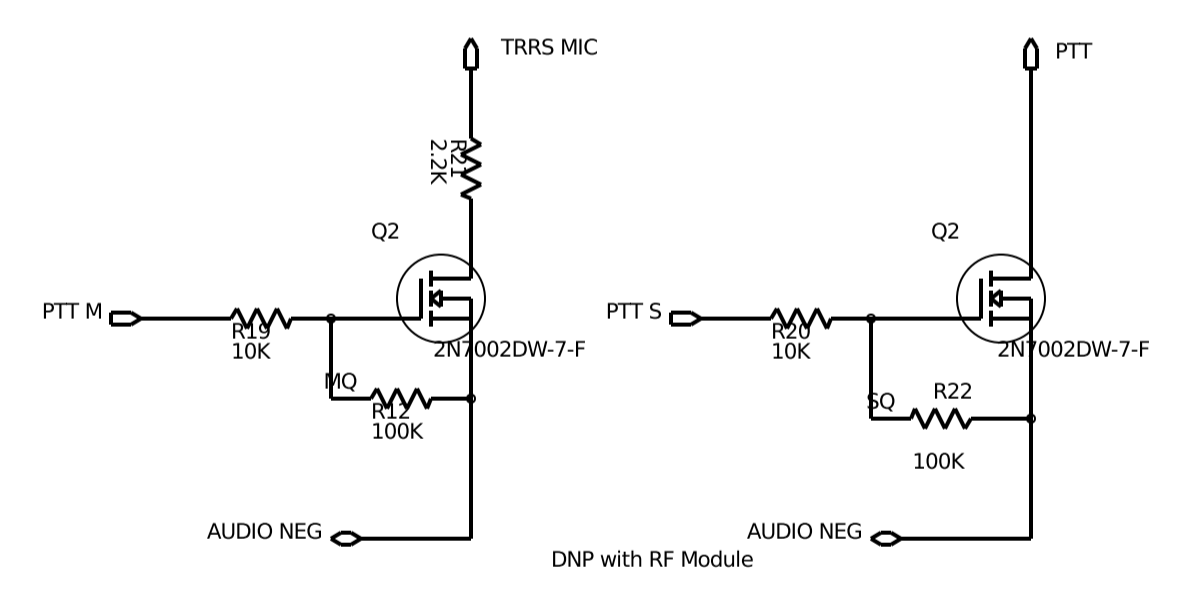 TRRS MIC
R21
2.2K
Q2
PTT M
R19
10K
2N7002DW-7-F
MQ
R12
100K
AUDIO NEG
PTT
Q2
PTT S
R20
10K
2N7002DW-7-F
SQ
R22
100K
AUDIO NEG
DNP with RF Module